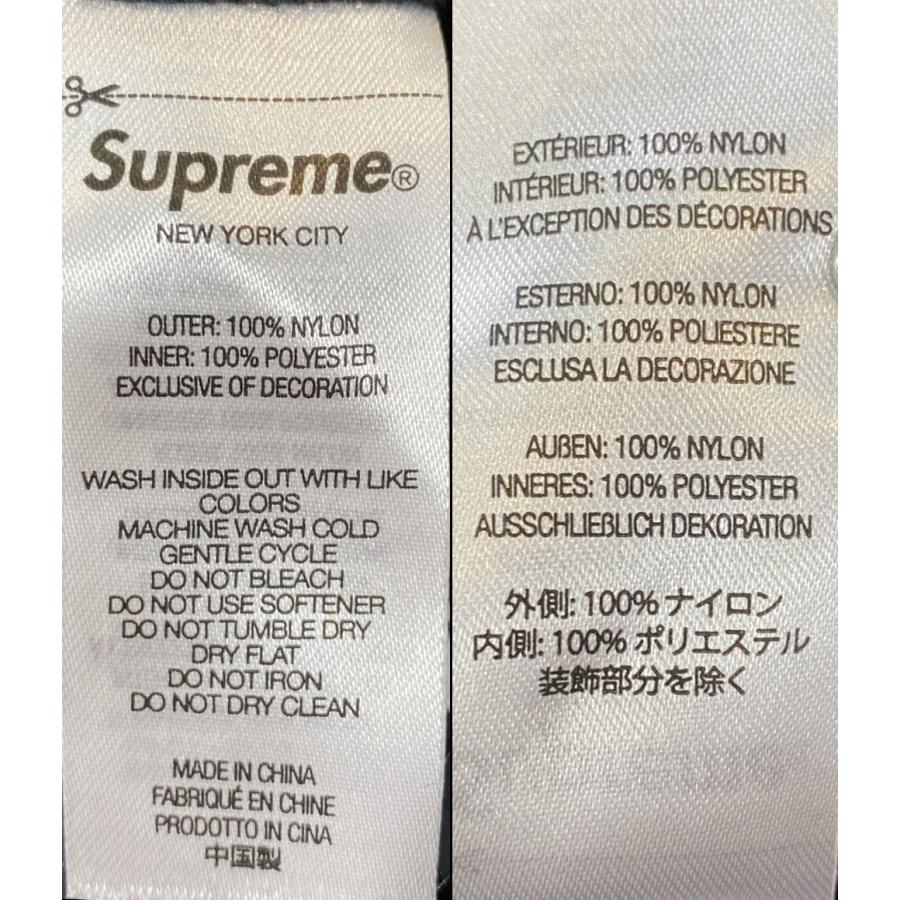 Supreme®
NEW YORK CITY
OUTER: 100% NYLON
INNER: 100% POLYESTER
EXCLUSIVE OF DECORATION
WASH INSIDE OUT WITH LIKE
COLORS
MACHINE WASH COLD
GENTLE CYCLE
DO NOT BLEACH
DO NOT USE SOFTENER
DO NOT TUMBLE DRY
DRY FLAT
DO NOT IRON
DO NOT DRY CLEAN
MADE IN CHINA
FABRIQUÉ EN CHINE
PRODOTTO IN CINA
中国製
EXTÉRIEUR: 100% NYLON
INTÉRIEUR: 100% POLYESTER
À L'EXCEPTION DES DÉCORATIONS
ESTERNO: 100% NYLON
INTERNO: 100% POLIESTERE
ESCLUSA LA DECORAZIONE
AUßEN: 100% NYLON
INNERES: 100% POLYESTER
AUSSCHLIEßLICH DEKORATION
外側: 100% ナイロン
内側: 100% ポリエステル
装飾部分を除く